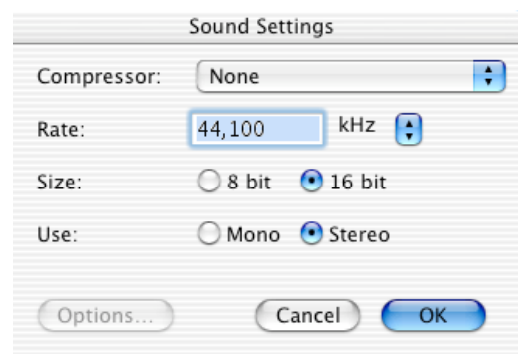 Sound Settings
Compressor: None
Rate: 44,100 kHz
Size: 8 bit 16 bit
Use: Mono Stereo
Options... Cancel OK